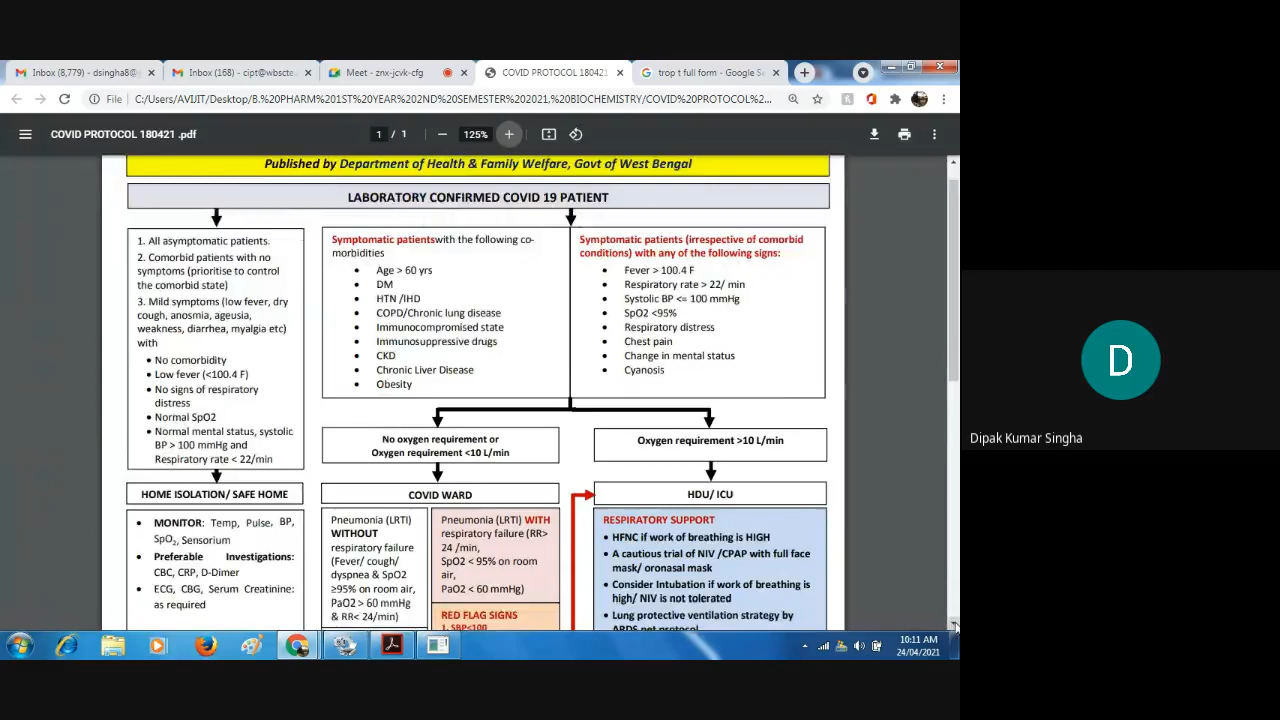 Inbox (8,779) - dsingha8@
Inbox (168) - cipt@wbscte
Meet - znx-jcvk-cfg
COVID PROTOCOL 180421
trop t full form - Google Se
File
C:/Users/AVIJIT/Desktop/B.%20PHARM%201ST%20YEAR%202ND%20SEMESTER%202021,%20BIOCHEMISTRY/COVID%20PROTOCOL%2...
COVID PROTOCOL 180421 .pdf
1 / 1
125%
Published by Department of Health & Family Welfare, Govt of West Bengal
LABORATORY CONFIRMED COVID 19 PATIENT
1. All asymptomatic patients.
2. Comorbid patients with no
symptoms (prioritise to control
the comorbid state)
3. Mild symptoms (low fever, dry
cough, anosmia, ageusia,
weakness, diarrhea, myalgia etc)
with
• No comorbidity
• Low fever (<100.4 F)
• No signs of respiratory
distress
• Normal SpO2
• Normal mental status, systolic
BP > 100 mmHg and
Respiratory rate < 22/min
Symptomatic patientswith the following co-
morbidities
• Age > 60 yrs
• DM
• HTN /IHD
• COPD/Chronic lung disease
• Immunocompromised state
• Immunosuppressive drugs
• CKD
• Chronic Liver Disease
• Obesity
Symptomatic patients (irrespective of comorbid
conditions) with any of the following signs:
• Fever > 100.4 F
• Respiratory rate > 22/ min
• Systolic BP <= 100 mmHg
• SpO2 <95%
• Respiratory distress
• Chest pain
• Change in mental status
• Cyanosis
No oxygen requirement or
Oxygen requirement <10 L/min
Oxygen requirement >10 L/min
HOME ISOLATION/ SAFE HOME
COVID WARD
HDU/ ICU
• MONITOR: Temp, Pulse, BP,
SpO2, Sensorium
• Preferable Investigations:
CBC, CRP, D-Dimer
• ECG, CBG, Serum Creatinine:
as required
Pneumonia (LRTI)
WITHOUT
respiratory failure
(Fever/ cough/
dyspnea & SpO2
≥95% on room air,
PaO2 > 60 mmHg
& RR< 24/min)
Pneumonia (LRTI) WITH
respiratory failure (RR>
24 /min,
SpO2 < 95% on room
air,
PaO2 < 60 mmHg)
RED FLAG SIGNS
1. SBP<100
RESPIRATORY SUPPORT
• HFNC if work of breathing is HIGH
• A cautious trial of NIV /CPAP with full face
mask/ oronasal mask
• Consider Intubation if work of breathing is
high/ NIV is not tolerated
• Lung protective ventilation strategy by
ARDS net protocol
10:11 AM
24/04/2021
D
Dipak Kumar Singha